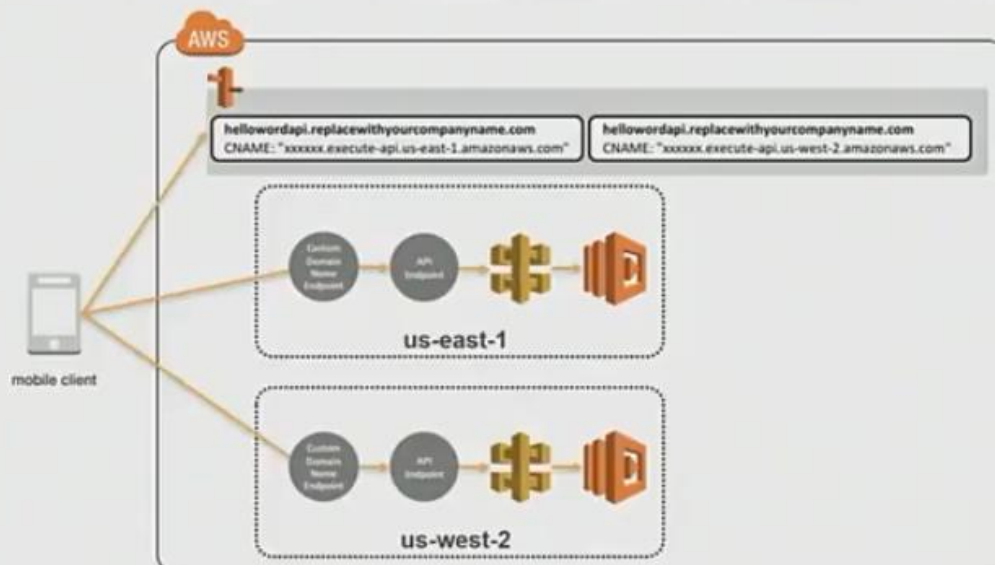 AWS
hellowordapi.replacewithyourcompanyname.com
CNAME: "xxxxxx.execute-api.us-east-1.amazonaws.com"
hellowordapi.replacewithyourcompanyname.com
CNAME: "xxxxxx.execute-api.us-west-2.amazonaws.com"
Custom
Domain
Name
Endpoint
API
Endpoint
us-east-1
mobile client
Custom
Domain
Name
Endpoint
API
Endpoint
us-west-2